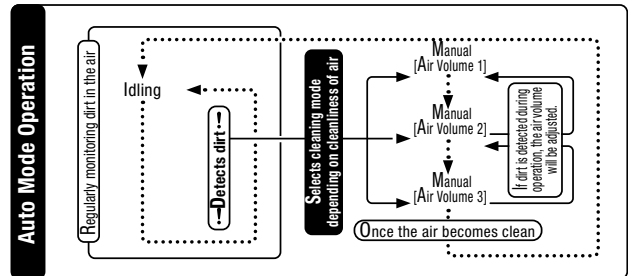 Auto Mode Operation
Regularly monitoring dirt in the air
Idling
Detects dirt
Selects cleaning mode
depending on cleanliness of air
Manual
[Air Volume 1]
Manual
[Air Volume 2]
Manual
[Air Volume 3]
If dirt is detected during
operation, the air volume
will be adjusted.
Once the air becomes clean